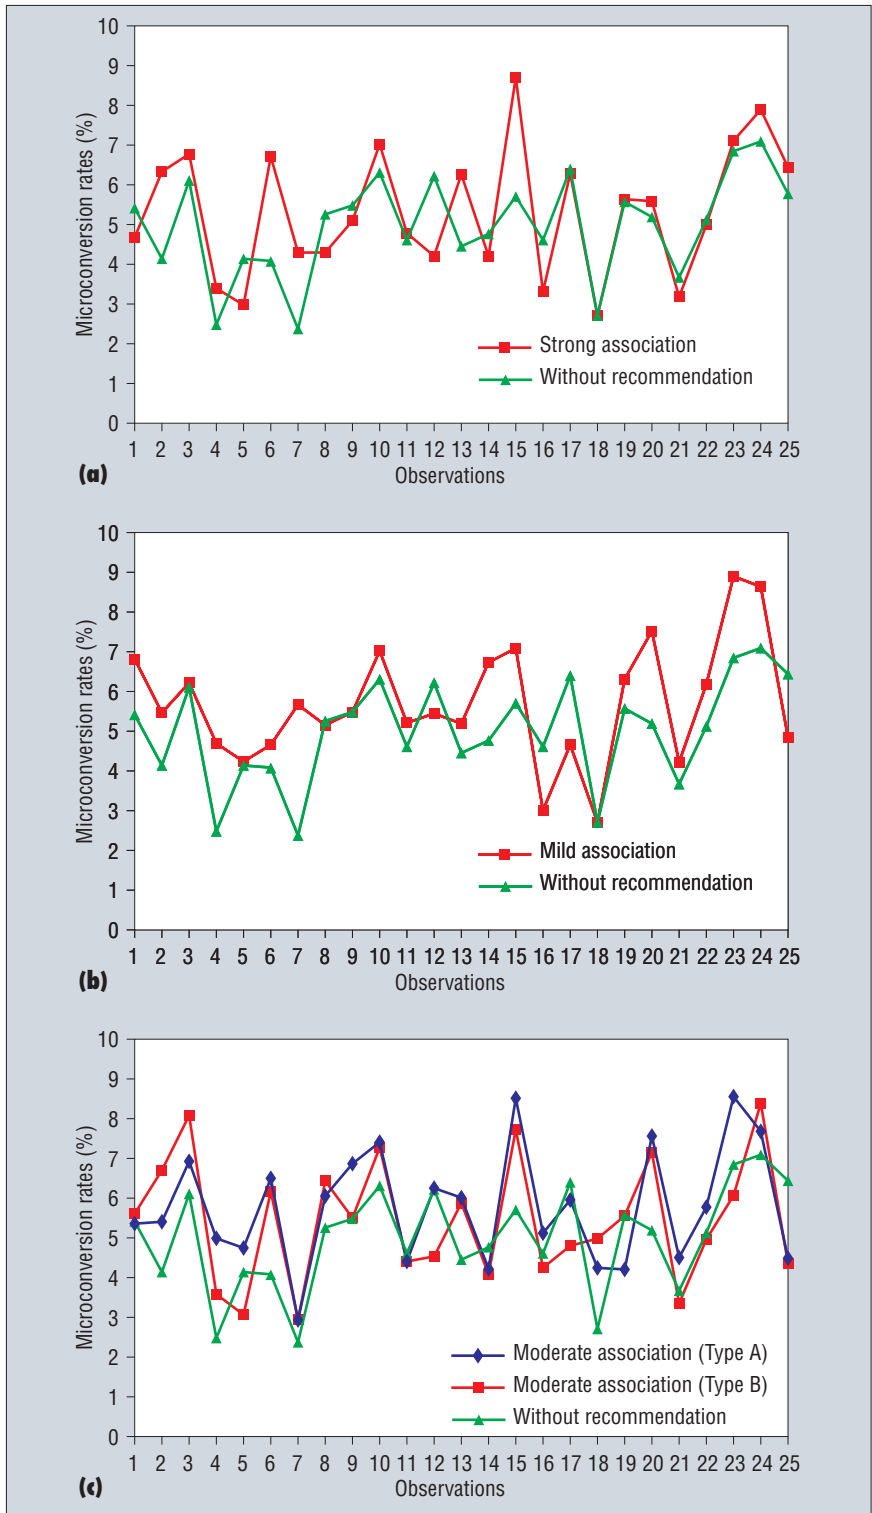 10
9
8
7
6
5
4
3
2
1
0
Microconversion rates (%)
Strong association
Without recommendation
1 2 3 4 5 6 7 8 9 10 11 12 13 14 15 16 17 18 19 20 21 22 23 24 25
(a)
Observations
10
9
8
7
6
5
4
3
2
1
0
Microconversion rates (%)
Mild association
Without recommendation
1 2 3 4 5 6 7 8 9 10 11 12 13 14 15 16 17 18 19 20 21 22 23 24 25
(b)
Observations
10
9
8
7
6
5
4
3
2
1
0
Microconversion rates (%)
Moderate association (Type A)
Moderate association (Type B)
Without recommendation
1 2 3 4 5 6 7 8 9 10 11 12 13 14 15 16 17 18 19 20 21 22 23 24 25
(c)
Observations